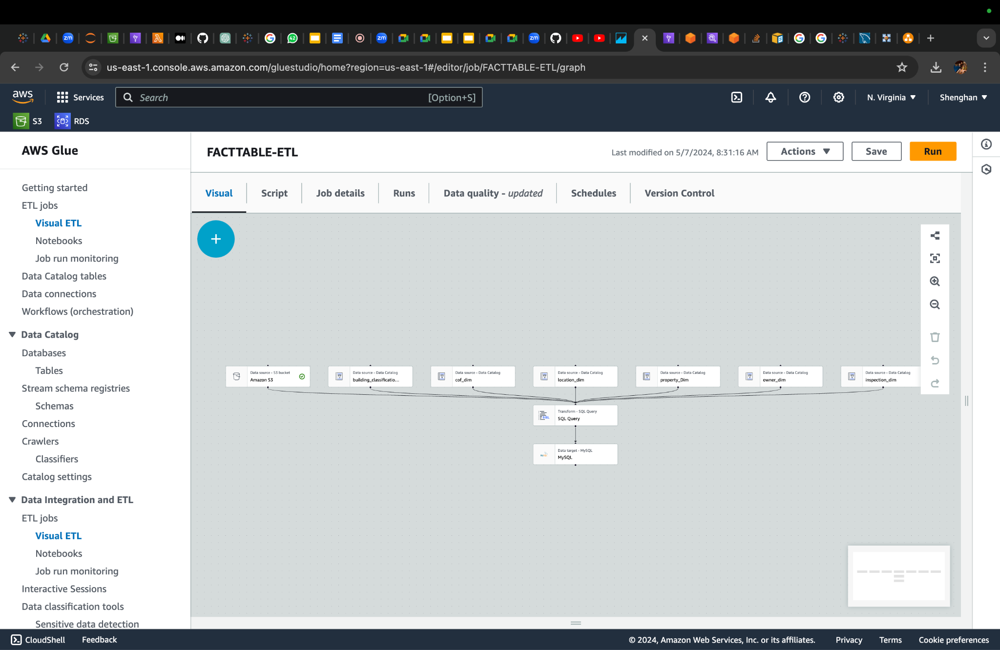 us-east-1.console.aws.amazon.com/gluestudio/home?region=us-east-1#/editor/job/FACTTABLE-ETL/graph
aws
Services
Search
[Option+S]
N. Virginia
Shenghan
S3
RDS
AWS Glue
Getting started
ETL jobs
Visual ETL
Notebooks
Job run monitoring
Data Catalog tables
Data connections
Workflows (orchestration)
Data Catalog
Databases
Tables
Stream schema registries
Schemas
Connections
Crawlers
Classifiers
Catalog settings
Data Integration and ETL
ETL jobs
Visual ETL
Notebooks
Job run monitoring
Interactive Sessions
Data classification tools
Sensitive data detection
FACTTABLE-ETL
Last modified on 5/7/2024, 8:31:16 AM
Actions
Save
Run
Visual
Script
Job details
Runs
Data quality - updated
Schedules
Version Control
Data source - S3 bucket
Amazon S3
Data source - Data Catalog
building_classificatio...
Data source - Data Catalog
cof_dim
Data source - Data Catalog
location_dim
Data source - Data Catalog
property_Dim
Data source - Data Catalog
owner_dim
Data source - Data Catalog
inspection_dim
Transform - SQL Query
SQL Query
Data target - MySQL
MySQL
CloudShell
Feedback
© 2024, Amazon Web Services, Inc. or its affiliates.
Privacy
Terms
Cookie preferences